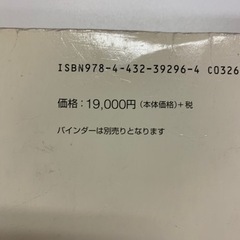 ISBN978-4-432-39296-4 C0326
価格：19,000円（本体価格）+税
バインダーは別売りとなります